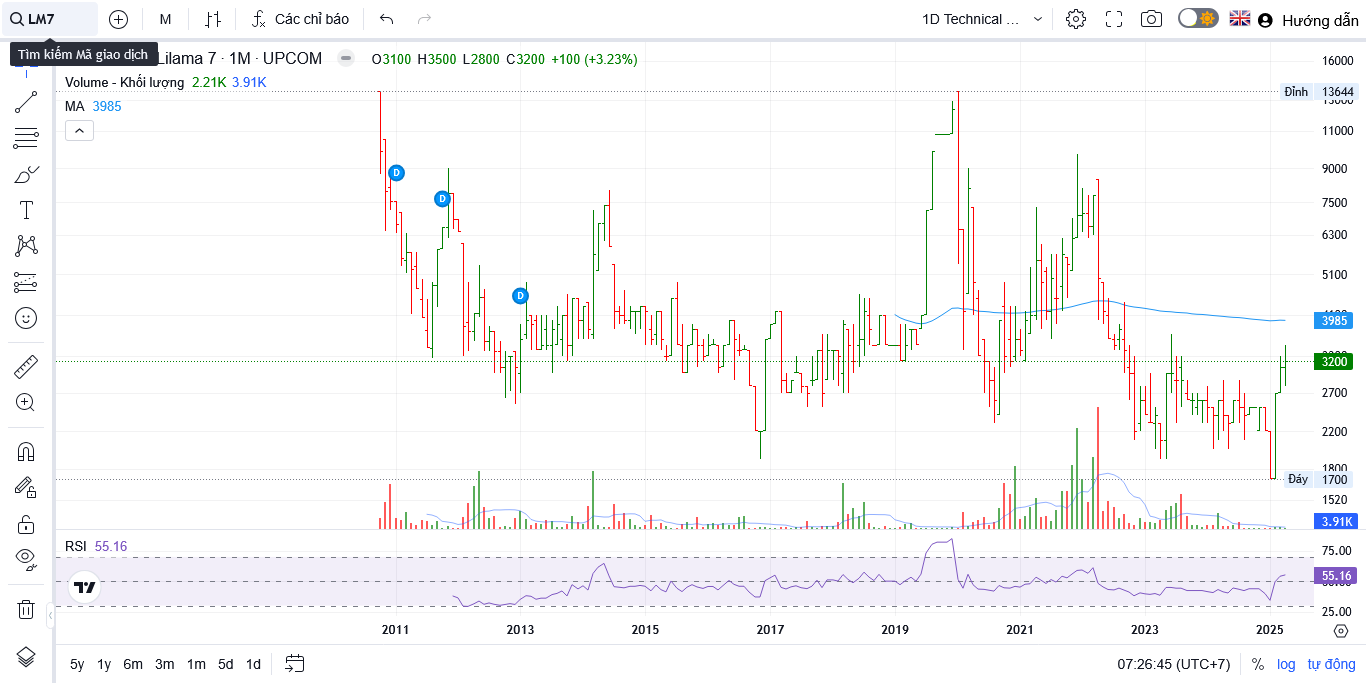 LM7
M
Các chỉ báo
1D Technical ...
Hướng dẫn
Tìm kiếm Mã giao dịch
Lilama 7 · 1M · UPCOM
O3100 H3500 L2800 C3200 +100 (+3.23%)
Volume - Khối lượng 2.21K 3.91K
MA 3985
D
D
D
16000
Đỉnh 13644
13000
11000
9000
7500
6300
5100
3985
3200
2700
2200
1800
Đáy 1700
1520
3.91K
RSI 55.16
75.00
55.16
25.00
2011 2013 2015 2017 2019 2021 2023 2025
5y 1y 6m 3m 1m 5d 1d
07:26:45 (UTC+7) % log tự động